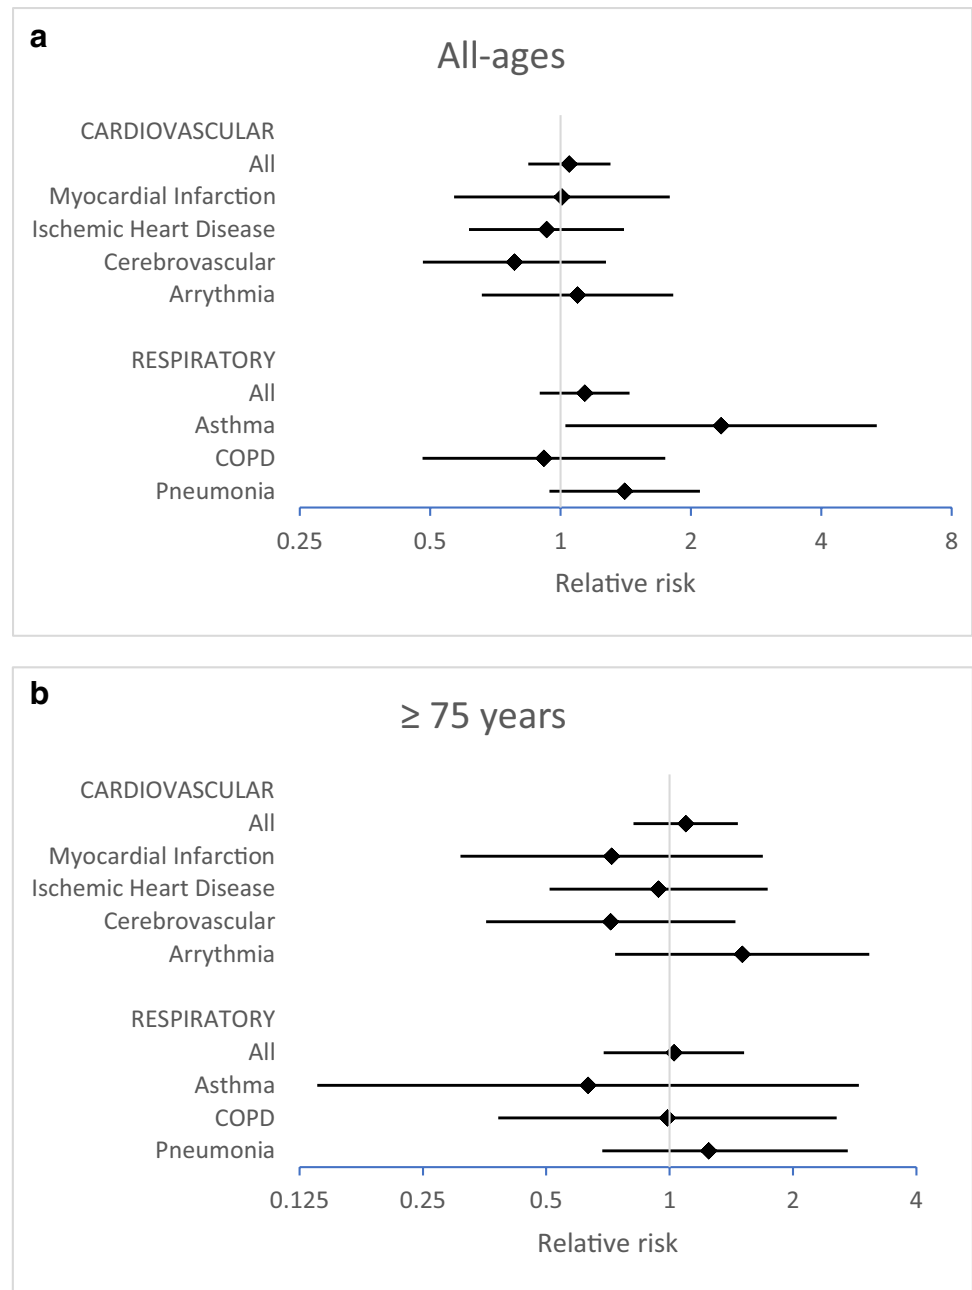 a
All-ages
CARDIOVASCULAR
All
Myocardial Infarction
Ischemic Heart Disease
Cerebrovascular
Arrythmia
RESPIRATORY
All
Asthma
COPD
Pneumonia
0.25 0.5 1 2 4 8
Relative risk
b
≥ 75 years
CARDIOVASCULAR
All
Myocardial Infarction
Ischemic Heart Disease
Cerebrovascular
Arrythmia
RESPIRATORY
All
Asthma
COPD
Pneumonia
0.125 0.25 0.5 1 2 4
Relative risk